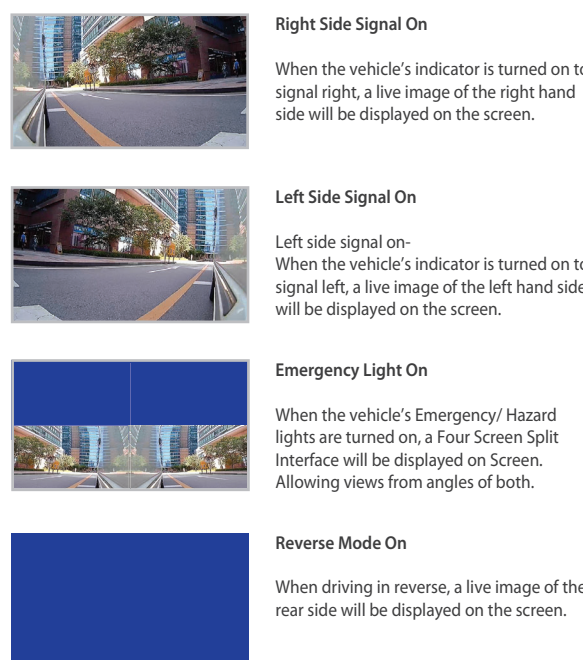 Right Side Signal On
When the vehicle's indicator is turned on to
signal right, a live image of the right hand
side will be displayed on the screen.
Left Side Signal On
Left side signal on-
When the vehicle's indicator is turned on to
signal left, a live image of the left hand side
will be displayed on the screen.
Emergency Light On
When the vehicle's Emergency/ Hazard
lights are turned on, a Four Screen Split
Interface will be displayed on Screen.
Allowing views from angles of both.
Reverse Mode On
When driving in reverse, a live image of the
rear side will be displayed on the screen.